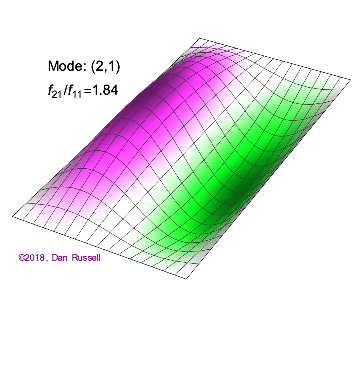 Mode: (2,1)
f₂₁/f₁₁=1.84
©2018, Dan Russell